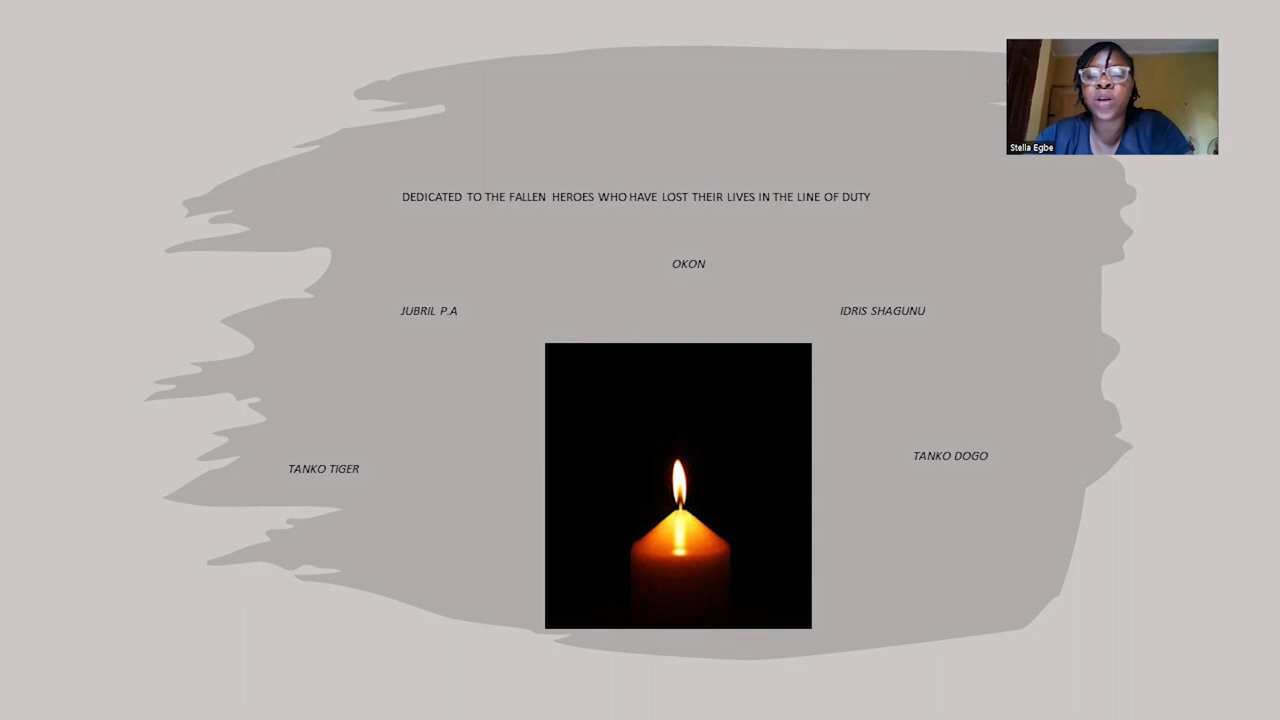 Stella Egbe
DEDICATED TO THE FALLEN HEROES WHO HAVE LOST THEIR LIVES IN THE LINE OF DUTY
OKON
JUBRIL P.A
IDRIS SHAGUNU
TANKO DOGO
TANKO TIGER